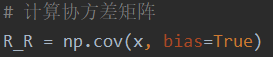 # 计算协方差矩阵
R_R = np.cov(x, bias=True)